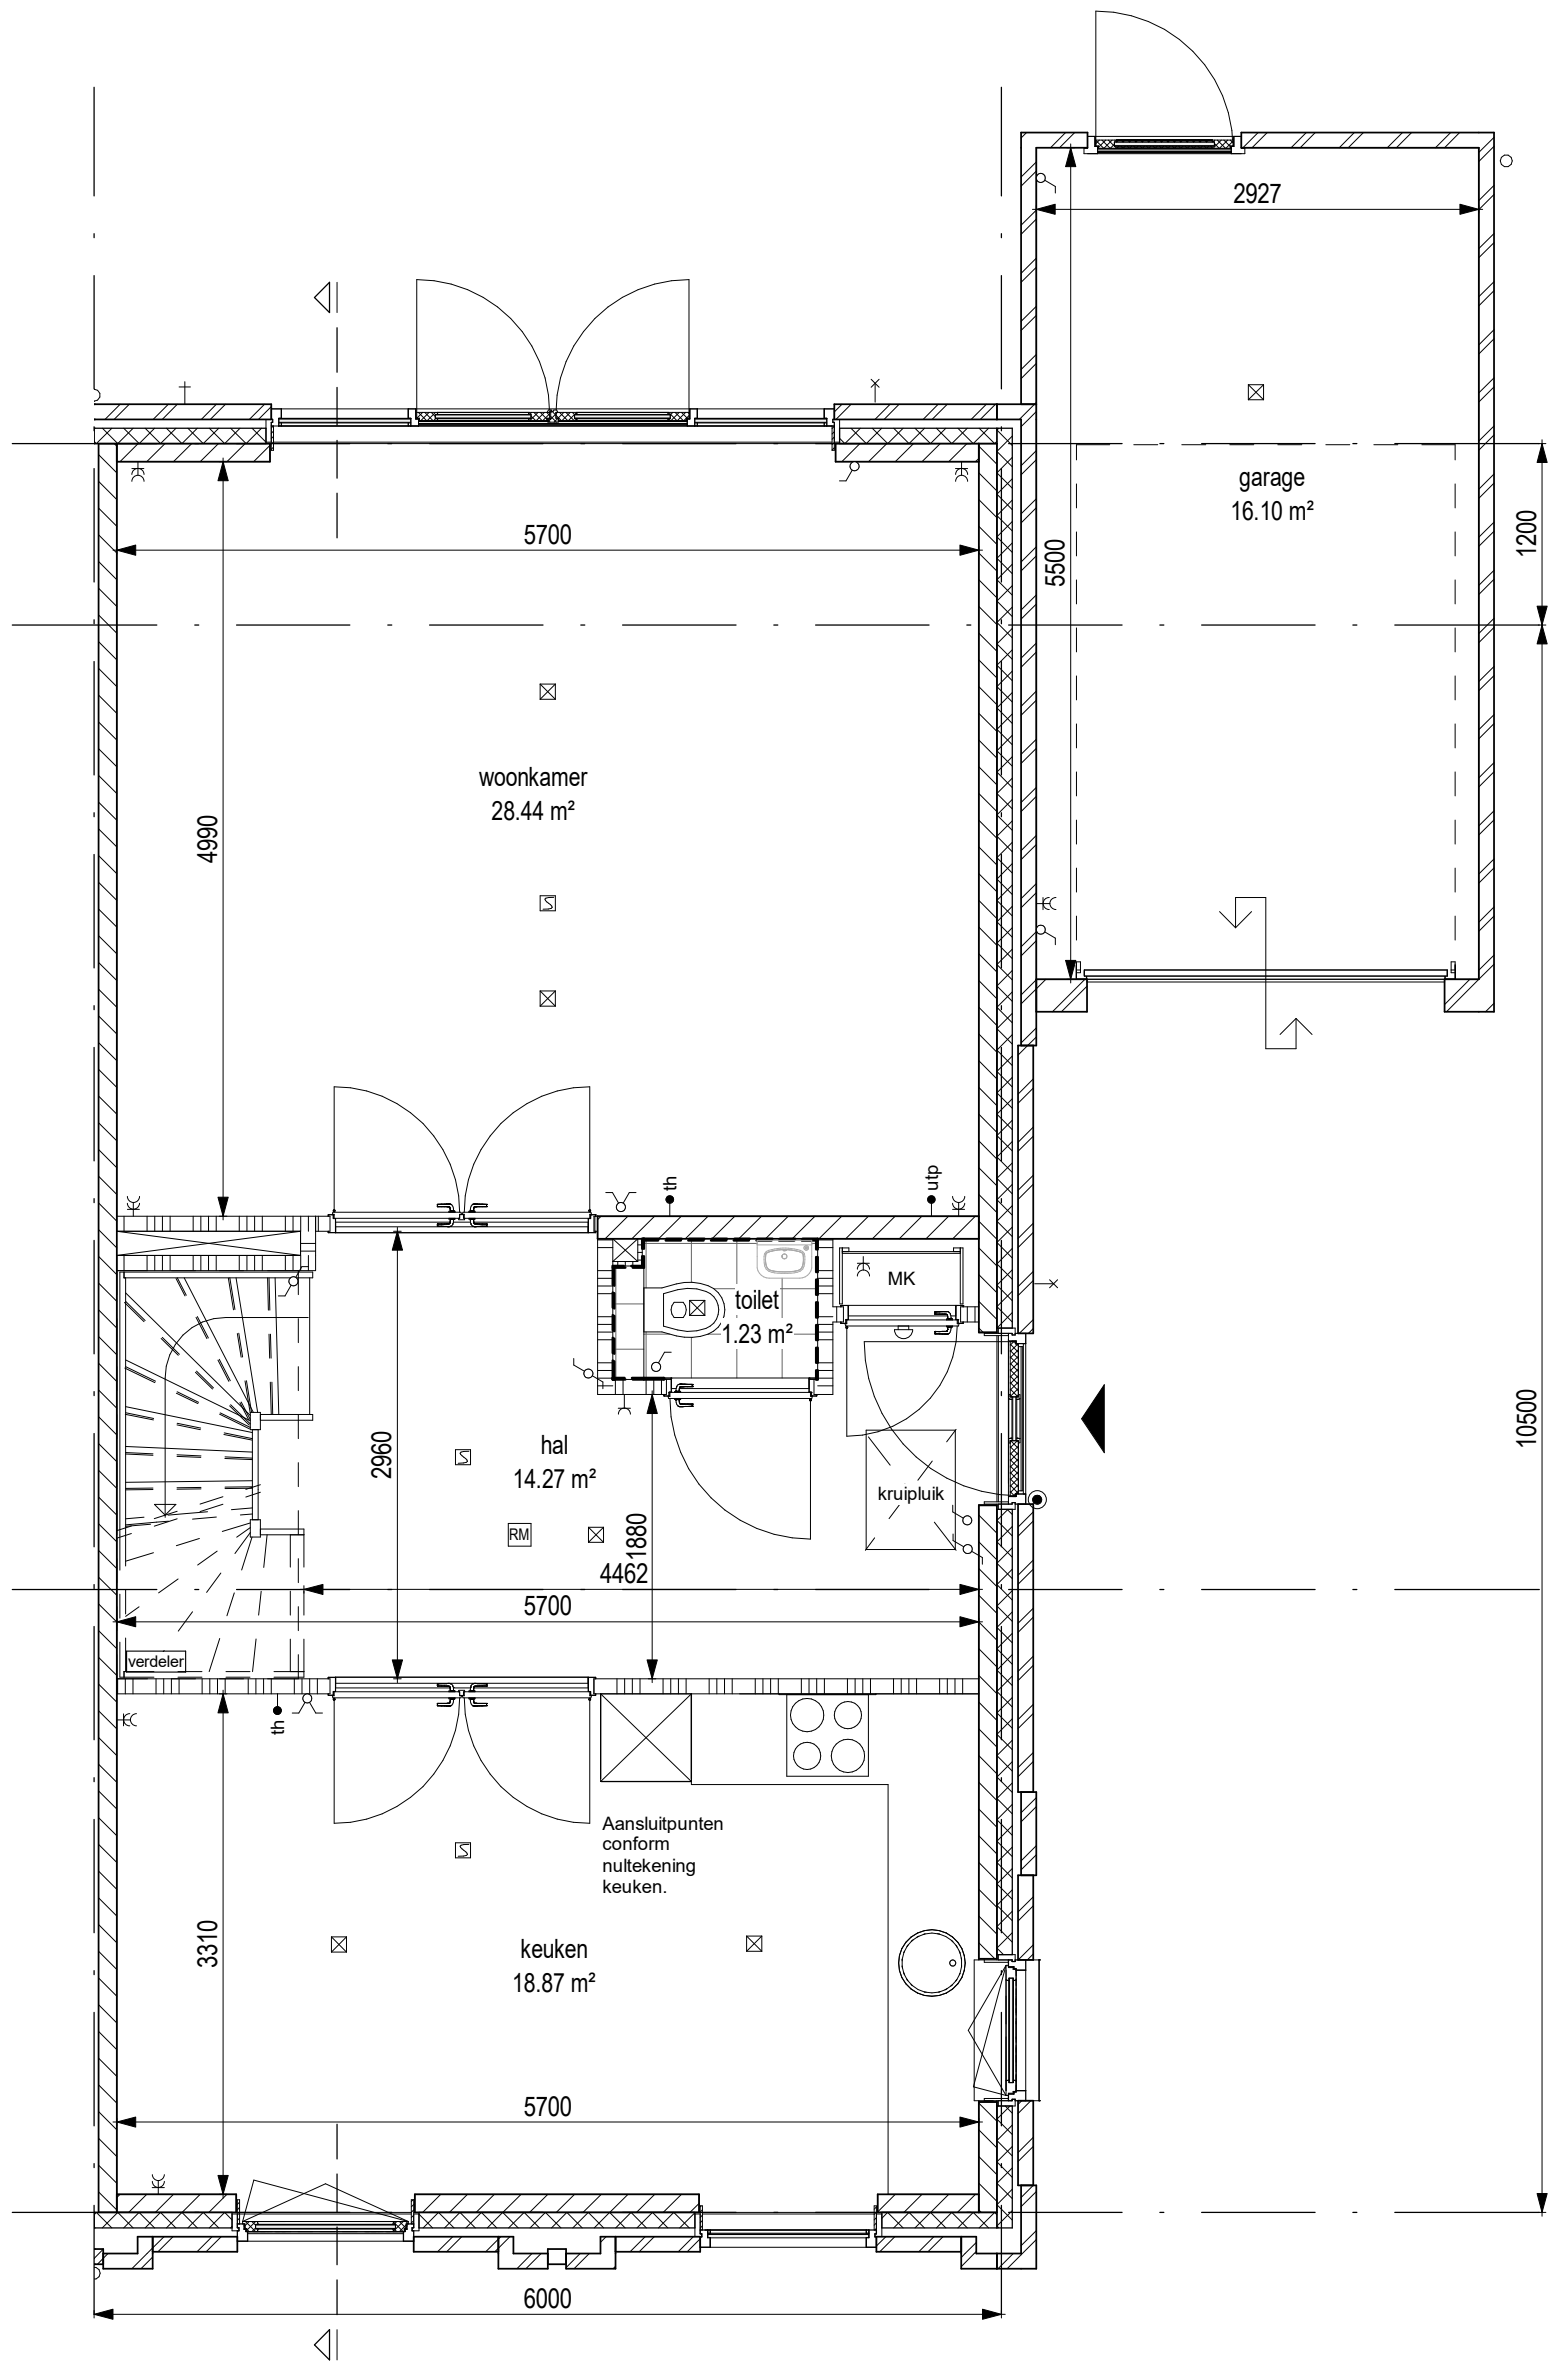 2927
garage
16.10 m²
5500
1200
5700
woonkamer
28.44 m²
4990
th
utp
MK
toilet
1.23 m²
2960
hal
14.27 m²
kruipluik
RM
1880
4462
5700
10500
verdeler
th
Aansluitpunten
conform
nultekening
keuken.
3310
keuken
18.87 m²
5700
6000